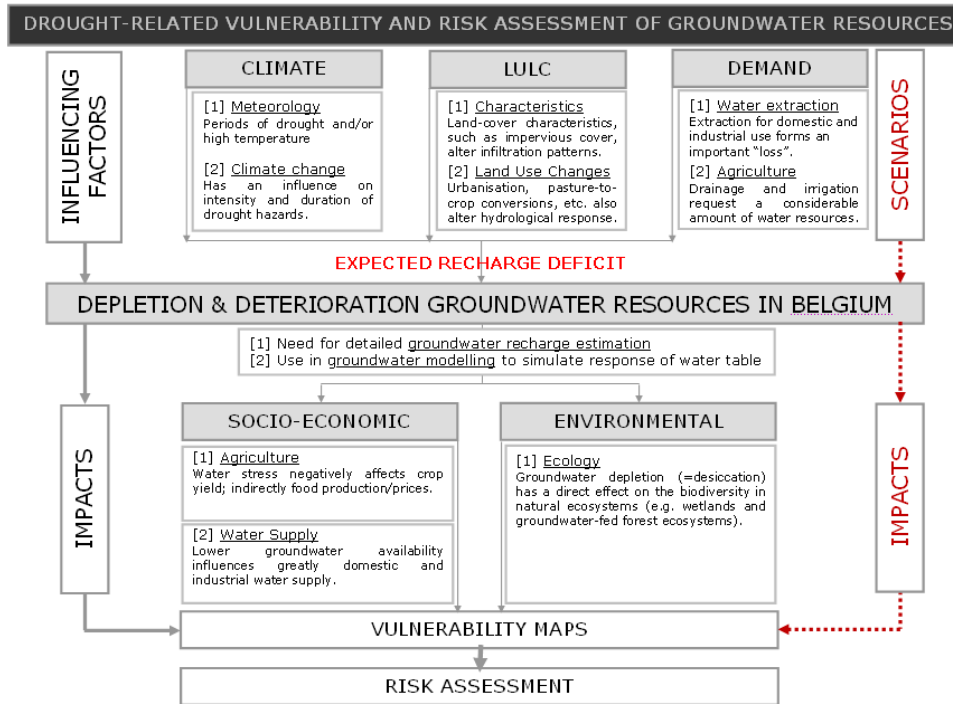 DROUGHT-RELATED VULNERABILITY AND RISK ASSESSMENT OF GROUNDWATER RESOURCES
INFLUENCING
FACTORS
CLIMATE
[1] Meteorology
Periods of drought and/or
high temperature
[2] Climate change
Has an influence on
intensity and duration of
drought hazards.
LULC
[1] Characteristics
Land-cover characteristics,
such as impervious cover,
alter infiltration patterns.
[2] Land Use Changes
Urbanisation, pasture-to-
crop conversions, etc. also
alter hydrological response.
DEMAND
[1] Water extraction
Extraction for domestic and
industrial use forms an
important “loss”.
[2] Agriculture
Drainage and irrigation
request a considerable
amount of water resources.
SCENARIOS
EXPECTED RECHARGE DEFICIT
DEPLETION & DETERIORATION GROUNDWATER RESOURCES IN BELGIUM
[1] Need for detailed groundwater recharge estimation
[2] Use in groundwater modelling to simulate response of water table
IMPACTS
SOCIO-ECONOMIC
[1] Agriculture
Water stress negatively affects crop
yield; indirectly food production/prices.
[2] Water Supply
Lower groundwater availability
influences greatly domestic and
industrial water supply.
ENVIRONMENTAL
[1] Ecology
Groundwater depletion (=desiccation)
has a direct effect on the biodiversity in
natural ecosystems (e.g. wetlands and
groundwater-fed forest ecosystems).
IMPACTS
VULNERABILITY MAPS
RISK ASSESSMENT